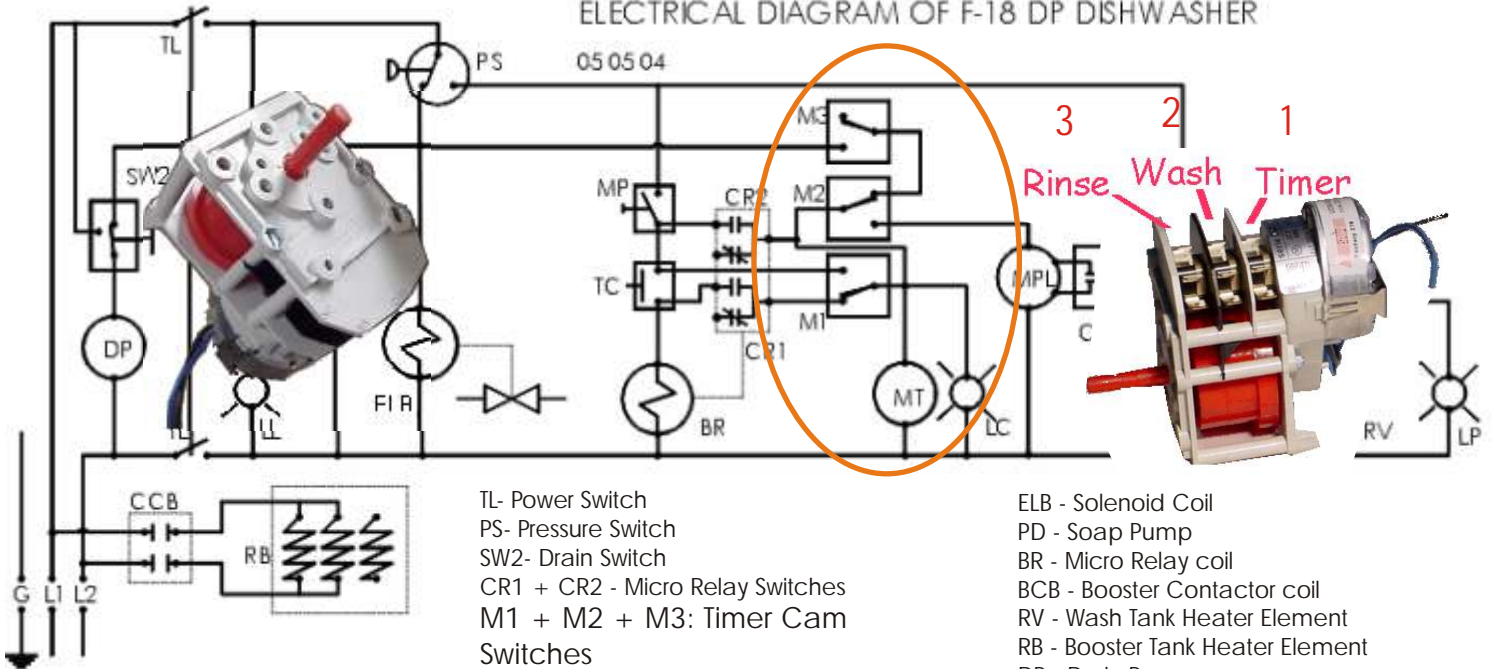 ELECTRICAL DIAGRAM OF F-18 DP DISHWASHER
TL
PS
05 05 04
M3
3
2
1
Rinse
Wash
Timer
SW2
MP
CR2
M2
TC
M1
MPL
C
CR1
DP
FIR
BR
MT
LC
RV
LP
CCB
RB
G L1 L2
TL- Power Switch
PS- Pressure Switch
SW2- Drain Switch
CR1 + CR2 - Micro Relay Switches
M1 + M2 + M3: Timer Cam
Switches
ELB - Solenoid Coil
PD - Soap Pump
BR - Micro Relay coil
BCB - Booster Contactor coil
RV - Wash Tank Heater Element
RB - Booster Tank Heater Element